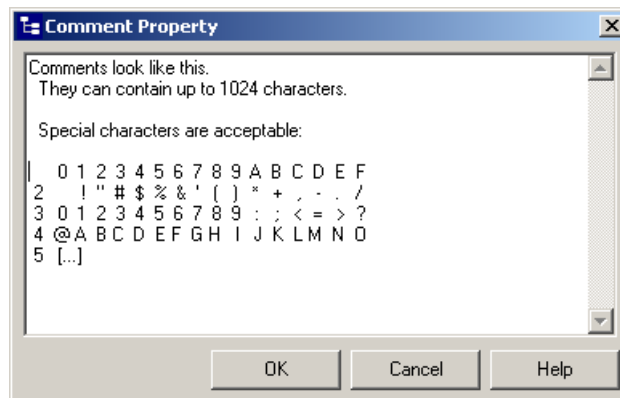 Comment Property
Comments look like this.
They can contain up to 1024 characters.
Special characters are acceptable:
0 1 2 3 4 5 6 7 8 9 A B C D E F
2 ! " # $ % & ' ( ) * + , - . /
3 0 1 2 3 4 5 6 7 8 9 : ; < = > ?
4 @ A B C D E F G H I J K L M N O
5 [...]
OK Cancel Help